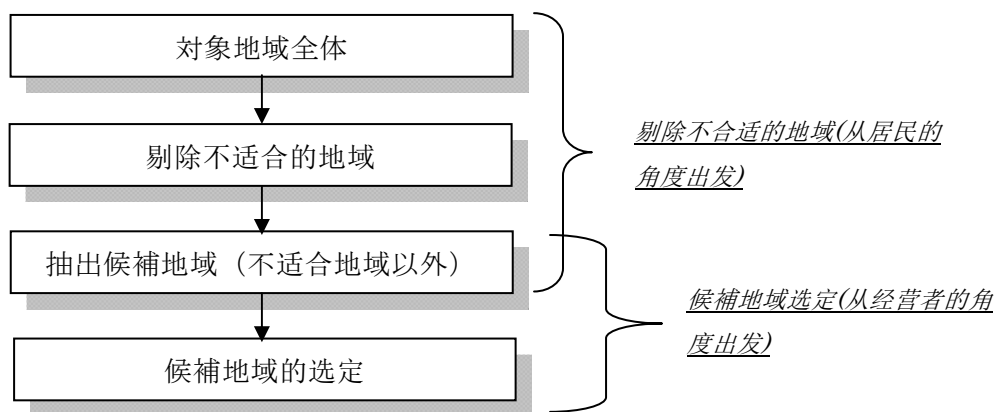 対象地域全体
剔除不适合的地域
剔除不合适的地域(从居民的
角度出发)
抽出候補地域（不适合地域以外）
候補地域选定(从经营者的角
度出发)
候補地域的选定